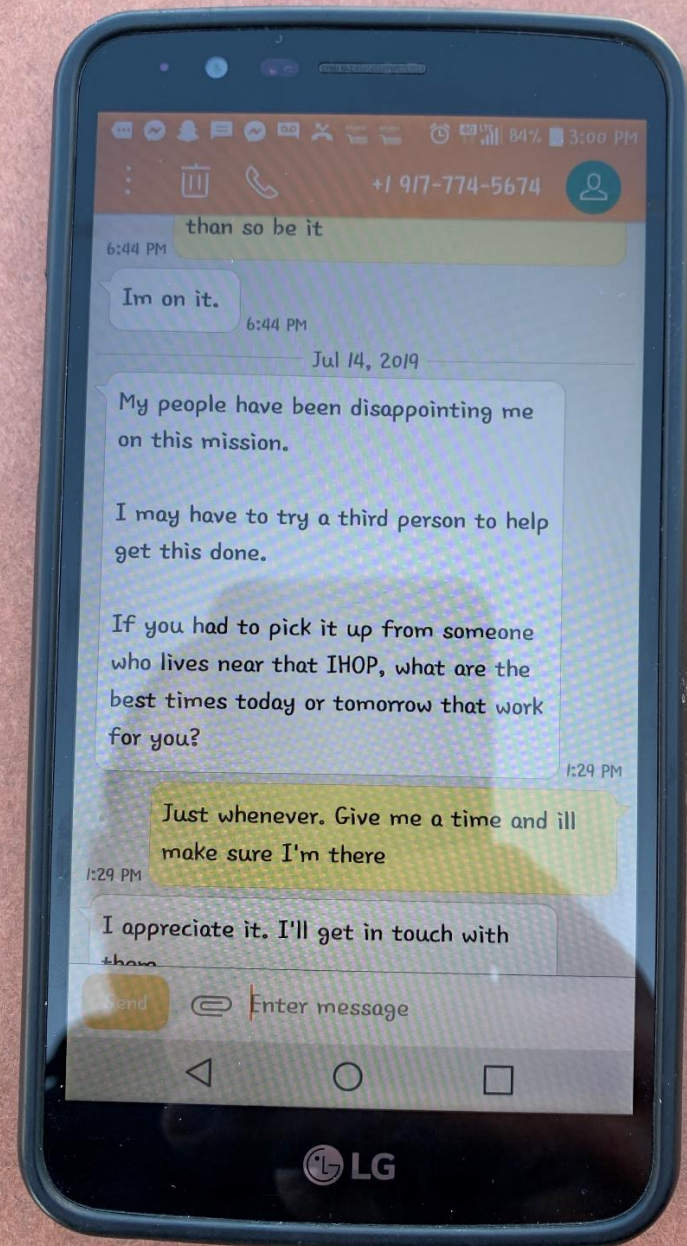 84% 3:00 PM
+1 917-774-5674
than so be it
6:44 PM
Im on it.
6:44 PM
Jul 14, 2019
My people have been disappointing me
on this mission.
I may have to try a third person to help
get this done.
If you had to pick it up from someone
who lives near that IHOP, what are the
best times today or tomorrow that work
for you?
1:29 PM
Just whenever. Give me a time and ill
make sure I'm there
1:29 PM
I appreciate it. I'll get in touch with
them
Send
Enter message
LG